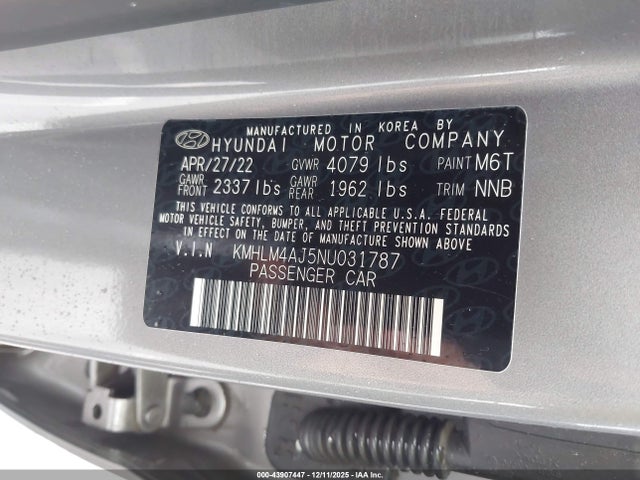 MANUFACTURED IN KOREA BY
HYUNDAI MOTOR COMPANY
APR/27/22 GVWR 4079 lbs PAINT M6T
GAWR FRONT 2337 lbs GAWR REAR 1962 lbs TRIM NNB
THIS VEHICLE CONFORMS TO ALL APPLICABLE U.S.A. FEDERAL
MOTOR VEHICLE SAFETY, BUMPER, AND THEFT PREVENTION STANDARDS
IN EFFECT ON THE DATE OF MANUFACTURE SHOWN ABOVE
V.I.N KMHLM4AJ5NU031787
PASSENGER CAR
000-43907447 - 12/11/2025 - IAA Inc.